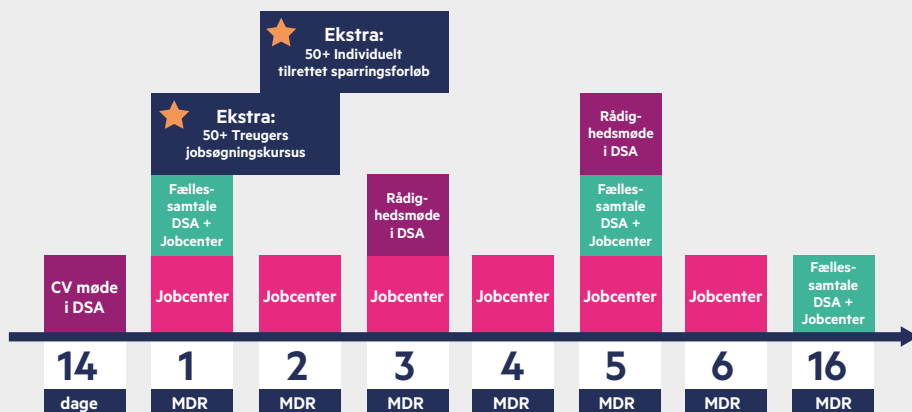 Ekstra:
50+ Individuelt
tilrettet sparringsforløb
Ekstra:
50+ Treugers
jobsøgningskursus
Rådig-
hedsmøde
i DSA
Fælles-
samtale
DSA +
Jobcenter
Rådig-
hedsmøde
i DSA
Fælles-
samtale
DSA +
Jobcenter
CV møde
i DSA
Jobcenter
Jobcenter
Jobcenter
Jobcenter
Jobcenter
Jobcenter
Fælles-
samtale
DSA +
Jobcenter
14
1
2
3
4
5
6
16
dage
MDR
MDR
MDR
MDR
MDR
MDR
MDR